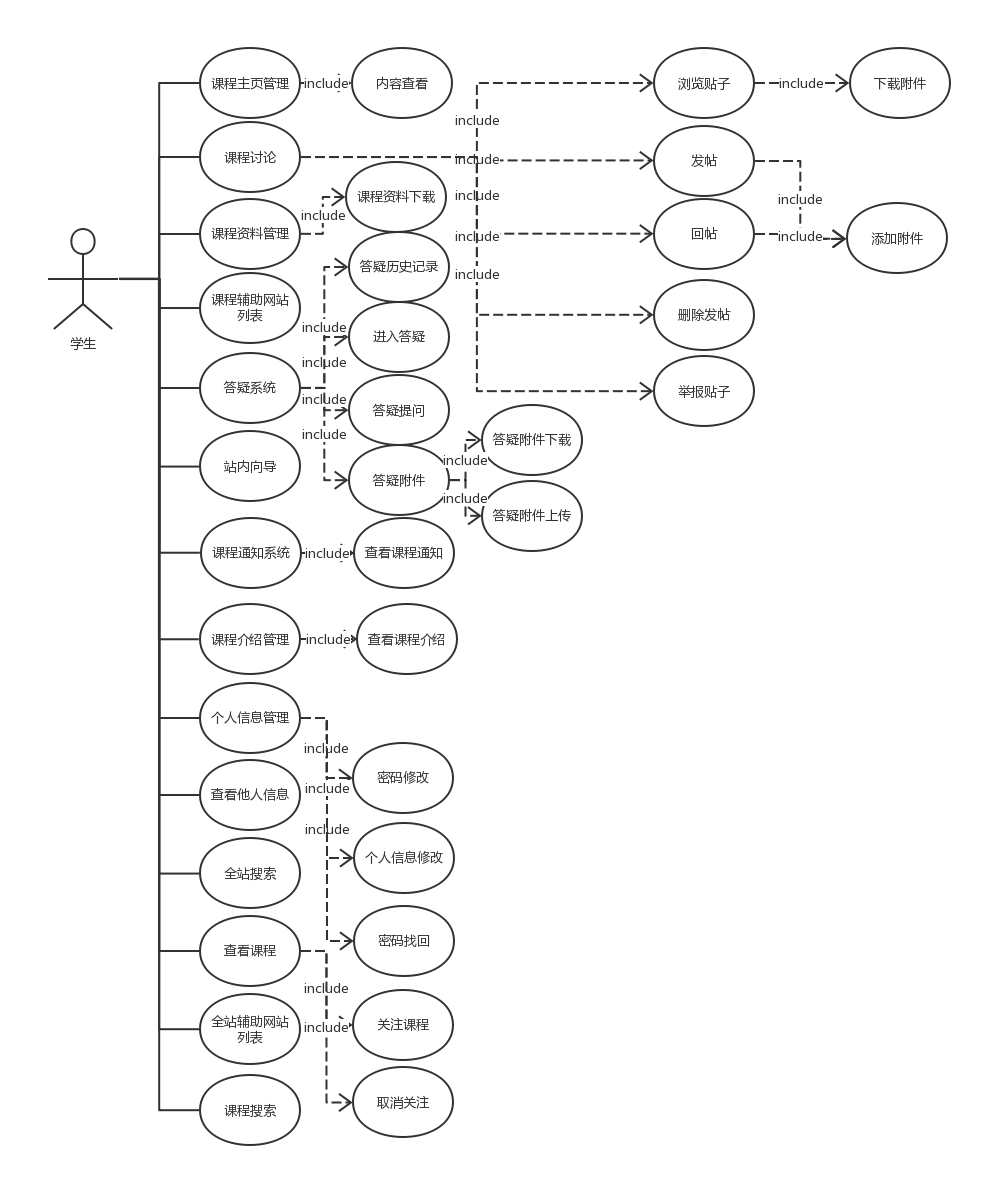 课程主页管理
include
内容查看
浏览贴子
include
下载附件
include
课程讨论
include
发帖
课程资料下载
include
include
include
课程资料管理
include
回帖
include
添加附件
答疑历史记录
include
课程辅助网站
列表
include
进入答疑
删除发帖
学生
include
答疑系统
include
答疑提问
举报贴子
include
答疑附件下载
include
站内向导
答疑附件
include
答疑附件上传
课程通知系统
include
查看课程通知
课程介绍管理
include
查看课程介绍
个人信息管理
include
密码修改
include
查看他人信息
include
个人信息修改
全站搜索
密码找回
查看课程
include
全站辅助网站
列表
include
关注课程
取消关注
课程搜索